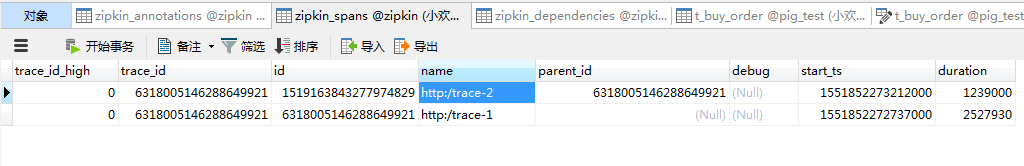 对象 zipkin_annotations @zipkin ... zipkin_spans @zipkin (小欢... zipkin_dependencies @zipki... t_buy_order @pig_test (小欢... t_buy_order @pig_test
开始事务 备注 筛选 排序 导入 导出
trace_id_high trace_id id name parent_id debug start_ts duration
0 6318005146288649921 1519163843277974829 http:/trace-2 6318005146288649921 (Null) 1551852273212000 1239000
0 6318005146288649921 6318005146288649921 http:/trace-1 (Null) (Null) 1551852272737000 2527930